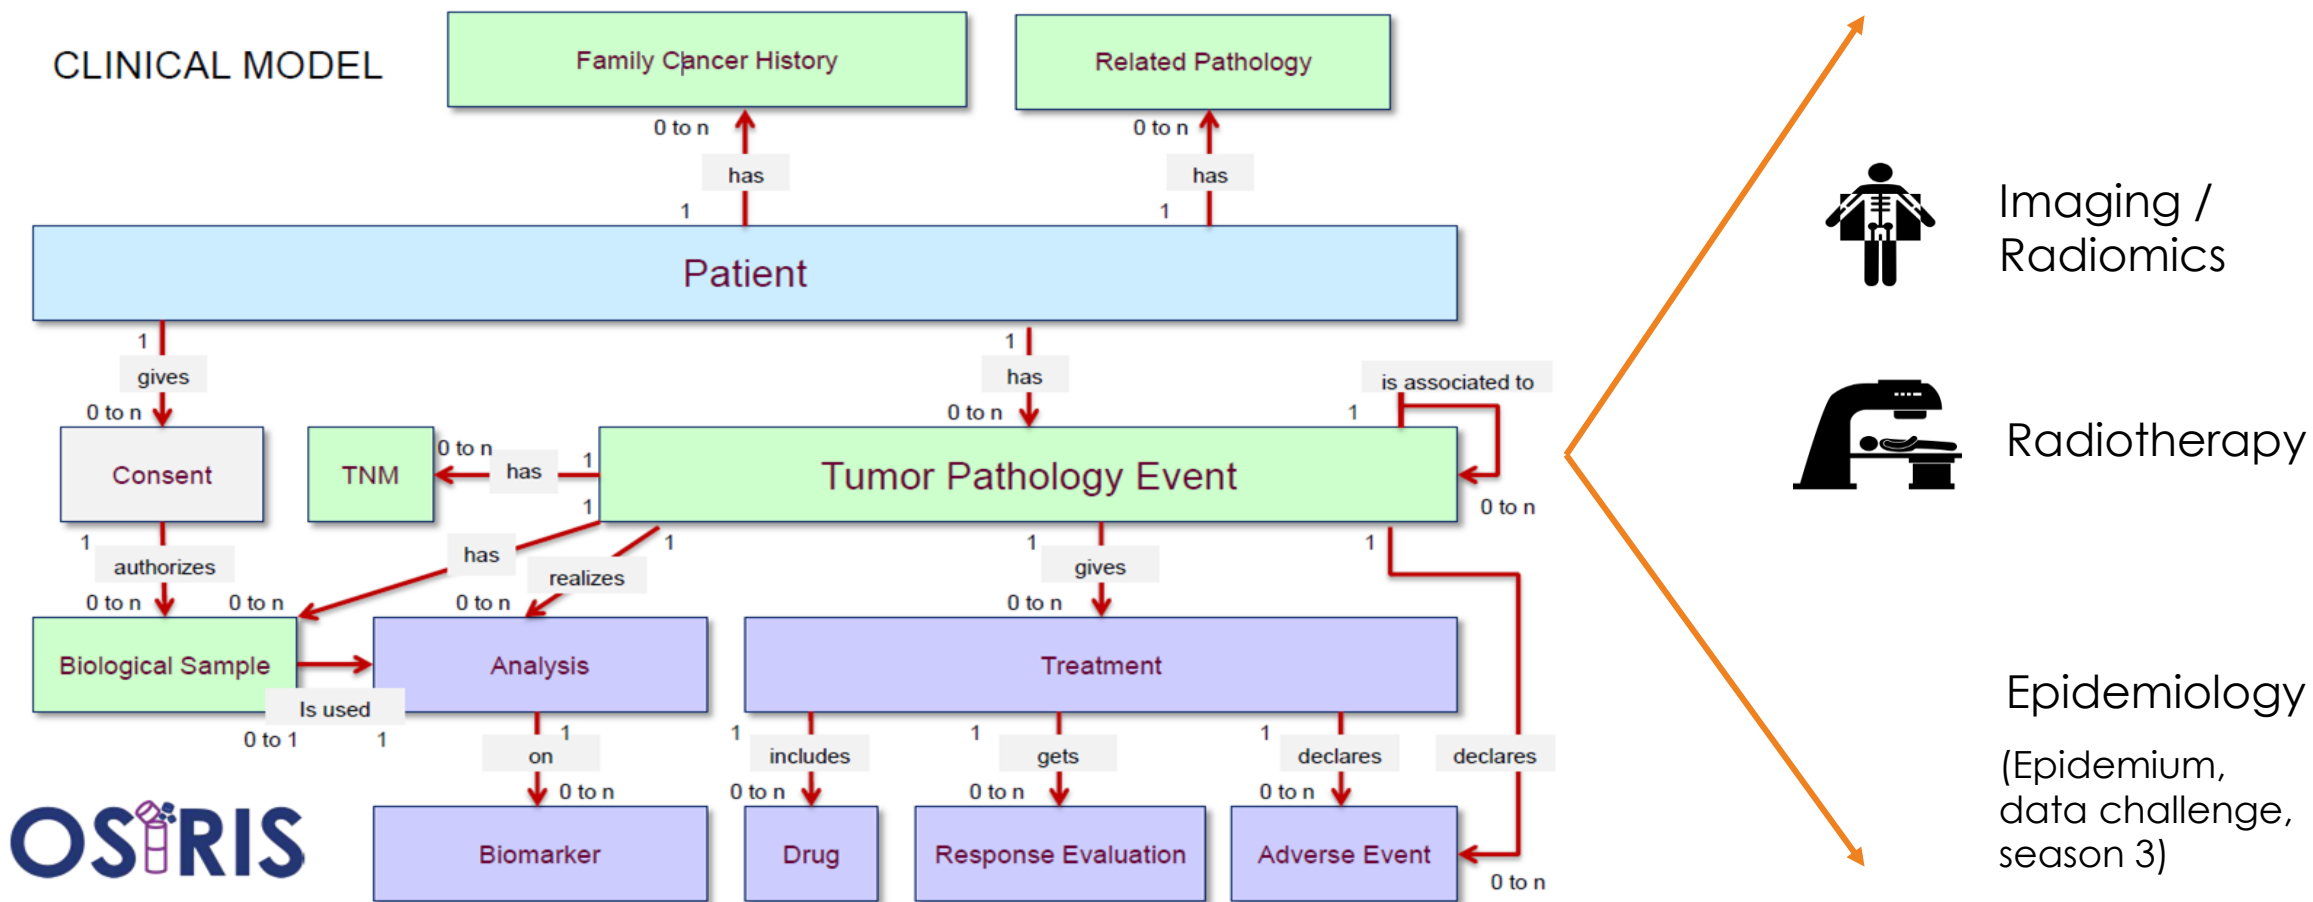 CLINICAL MODEL
Family Cancer History
Related Pathology
0 to n
0 to n
has
has
1
1
Patient
1
1
gives
has
is associated to
0 to n
0 to n
1
Consent
TNM
0 to n
has
1
Tumor Pathology Event
0 to n
1
1
authorizes
has
realizes
1
1
gives
1
0 to n
0 to n
0 to n
0 to n
Biological Sample
Analysis
Treatment
Is used
0 to 1
1
1
on
1
includes
1
gets
1
declares
declares
0 to n
0 to n
0 to n
0 to n
Biomarker
Drug
Response Evaluation
Adverse Event
0 to n
OSIRIS
Imaging /
Radiomics
Radiotherapy
Epidemiology
(Epidemium,
data challenge,
season 3)